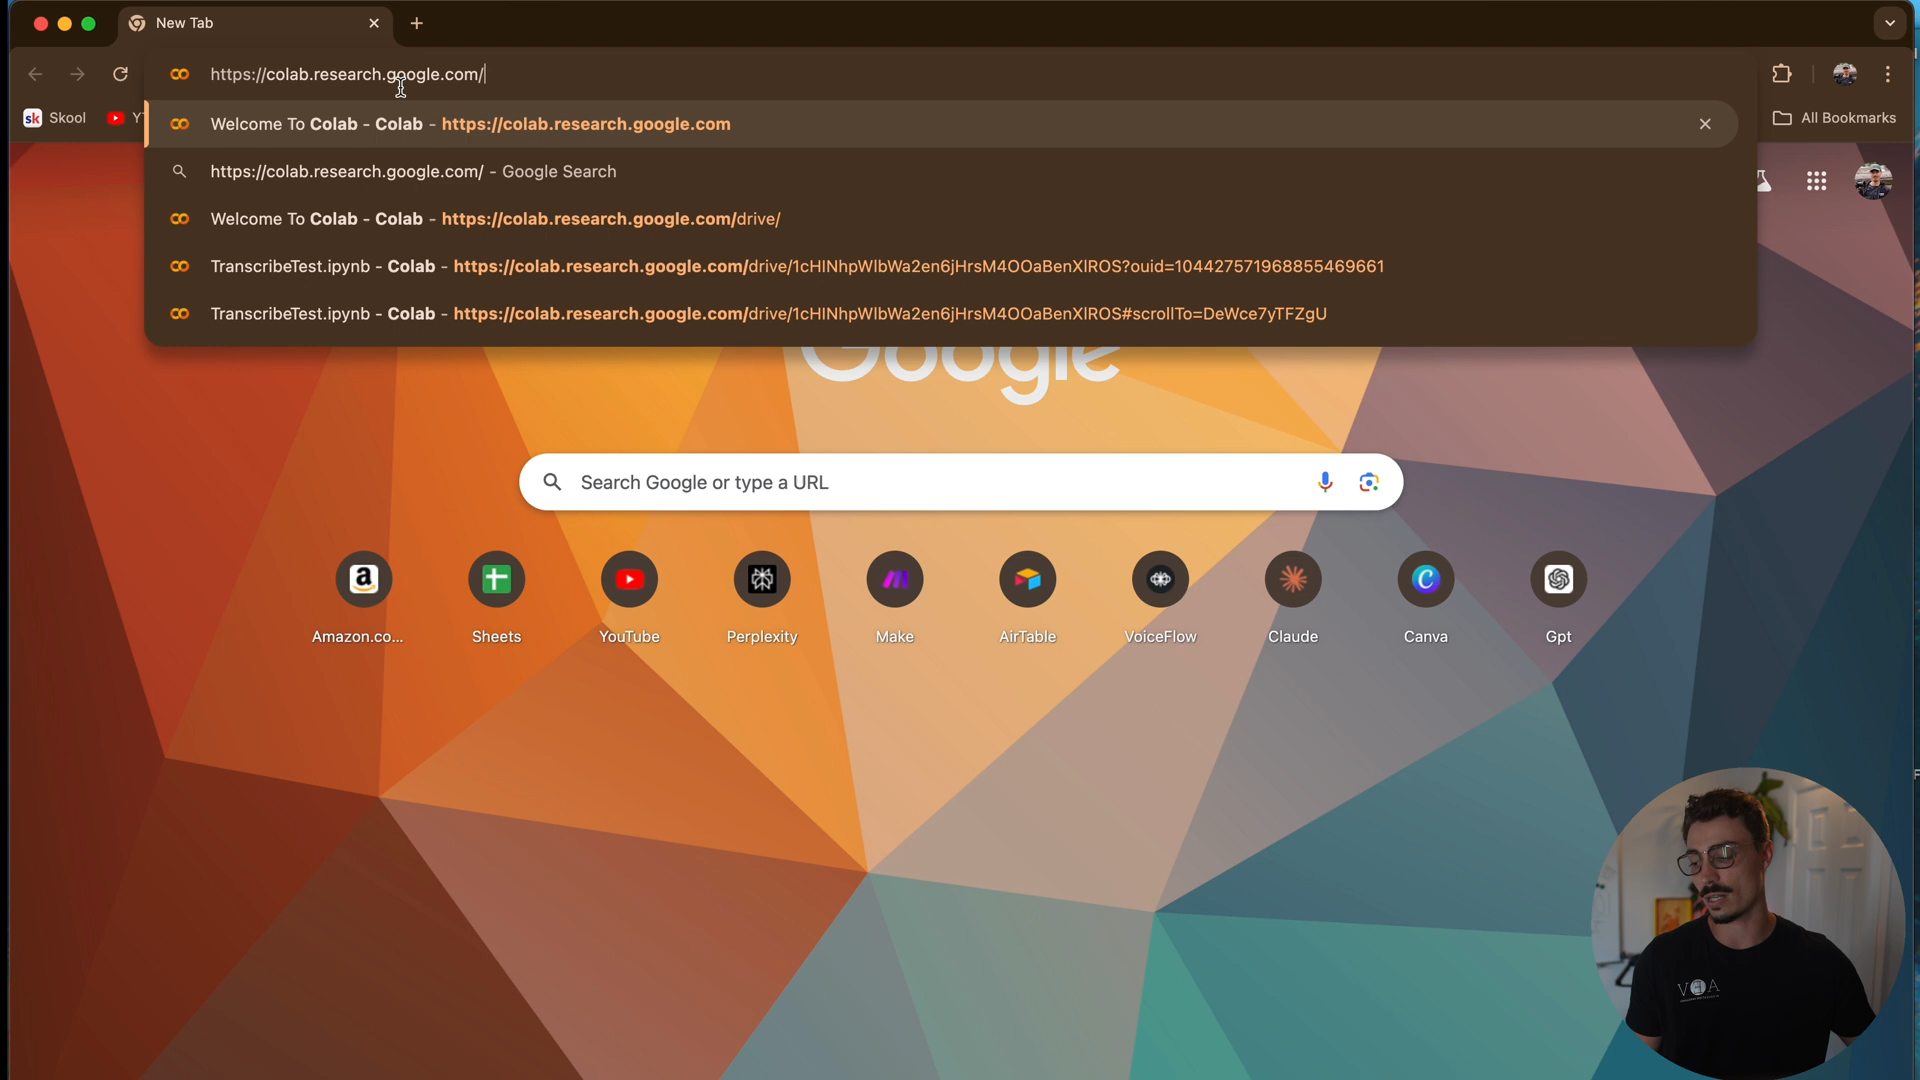 New Tab
https://colab.research.google.com/
Skool
All Bookmarks
Welcome To Colab - Colab - https://colab.research.google.com
https://colab.research.google.com/ - Google Search
Welcome To Colab - Colab - https://colab.research.google.com/drive/
TranscribeTest.ipynb - Colab - https://colab.research.google.com/drive/1cHINhpWlbWa2en6jHrsM4OOaBenXlROS?ouid=104427571968855469661
TranscribeTest.ipynb - Colab - https://colab.research.google.com/drive/1cHINhpWlbWa2en6jHrsM4OOaBenXlROS#scrollTo=DeWce7yTFZgU
Google
Search Google or type a URL
Amazon.co...
Sheets
YouTube
Perplexity
Make
AirTable
VoiceFlow
Claude
Canva
Gpt